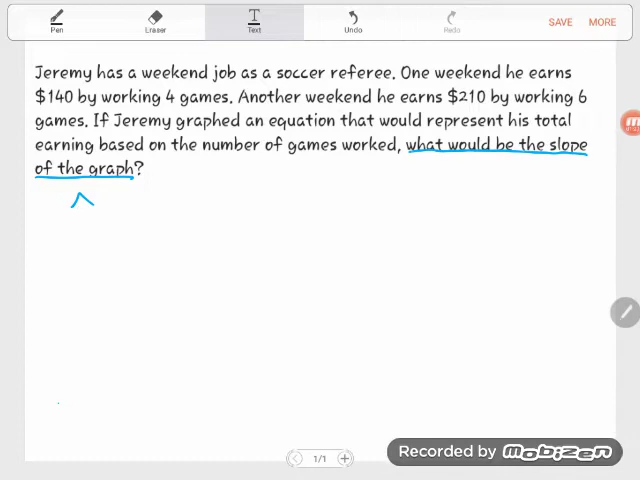 Pen Eraser Text Undo Redo SAVE MORE
Jeremy has a weekend job as a soccer referee. One weekend he earns
$140 by working 4 games. Another weekend he earns $210 by working 6
games. If Jeremy graphed an equation that would represent his total
earning based on the number of games worked, what would be the slope
of the graph?
1/1
Recorded by mobizen